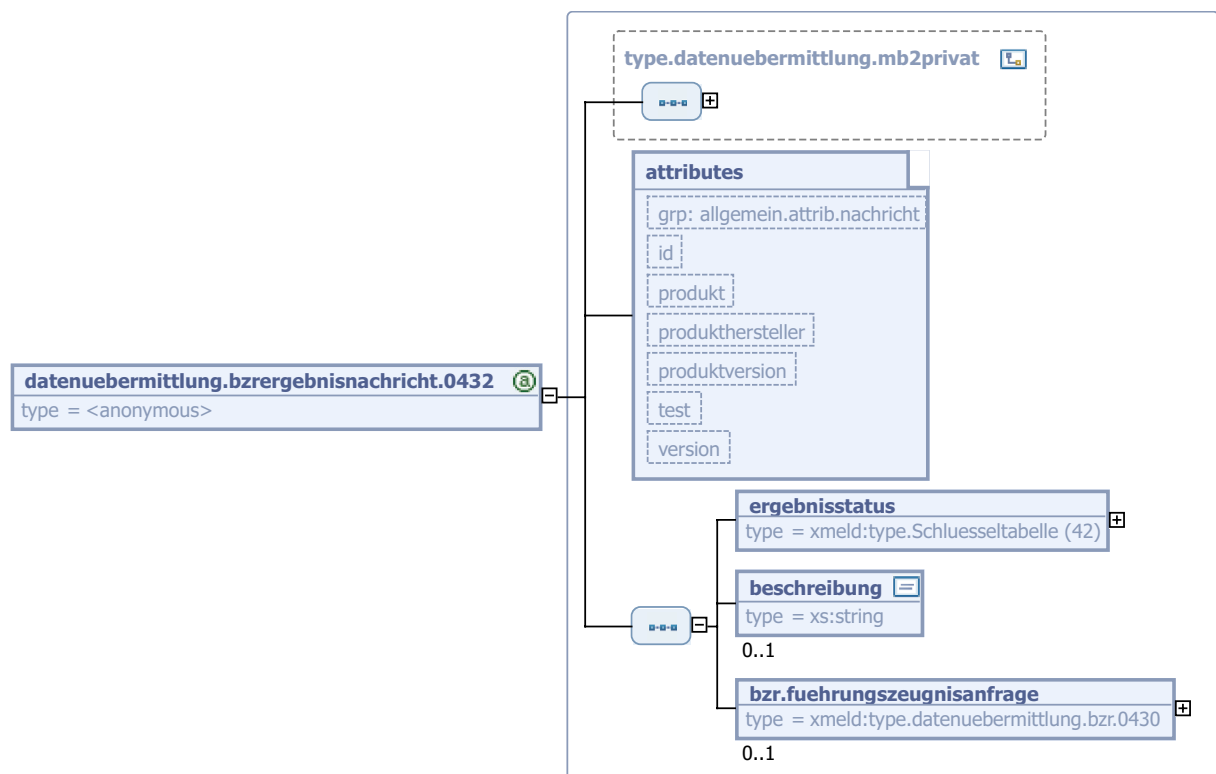 type.datenuebermittlung.mb2privat
attributes
grp: allgemein.attrib.nachricht
id
produkt
produkthersteller
produktversion
test
version
datenuebermittlung.bzrergebnisnachricht.0432
a
type = <anonymous>
ergebnisstatus
type = xmeld:type.Schluesseltabelle (42)
beschreibung
type = xs:string
0..1
bzr.fuehrungszeugnisanfrage
type = xmeld:type.datenuebermittlung.bzr.0430
0..1